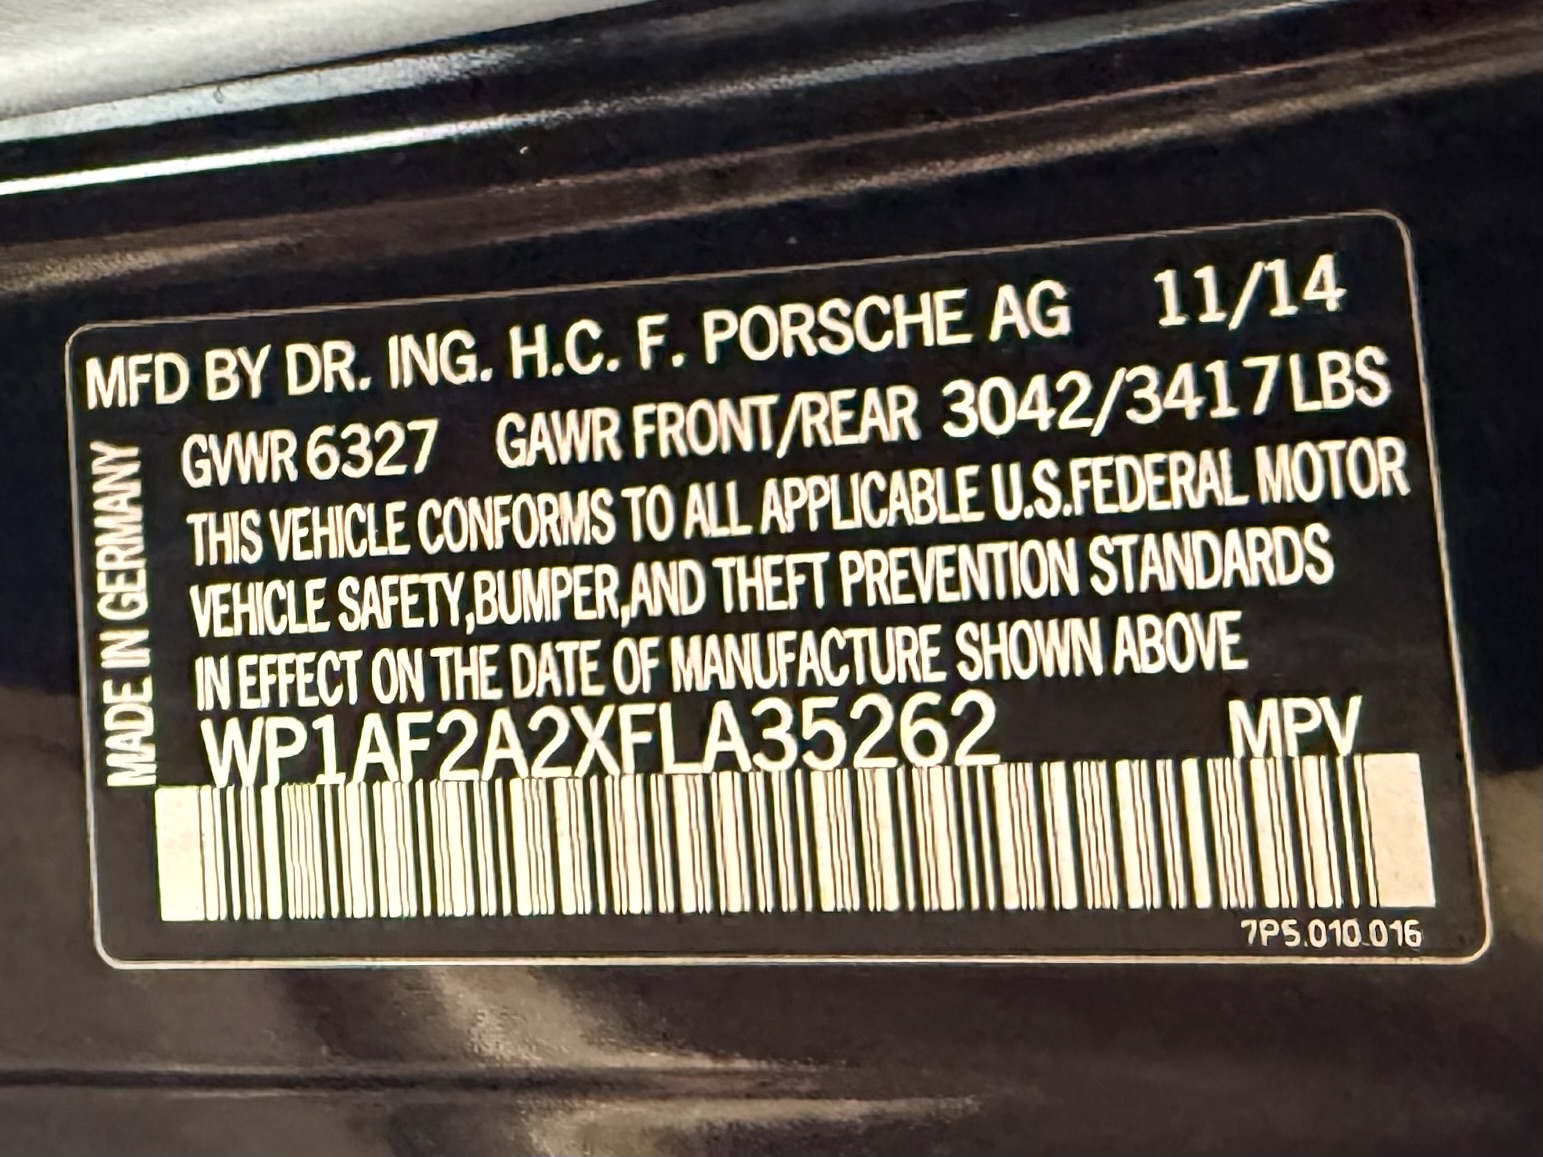 MFD BY DR. ING. H.C. F. PORSCHE AG 11/14
GVWR 6327 GAWR FRONT/REAR 3042/3417 LBS
THIS VEHICLE CONFORMS TO ALL APPLICABLE U.S.FEDERAL MOTOR
VEHICLE SAFETY,BUMPER,AND THEFT PREVENTION STANDARDS
IN EFFECT ON THE DATE OF MANUFACTURE SHOWN ABOVE
WP1AF2A2XFLA35262 MPV
7P5.010.016
MADE IN GERMANY